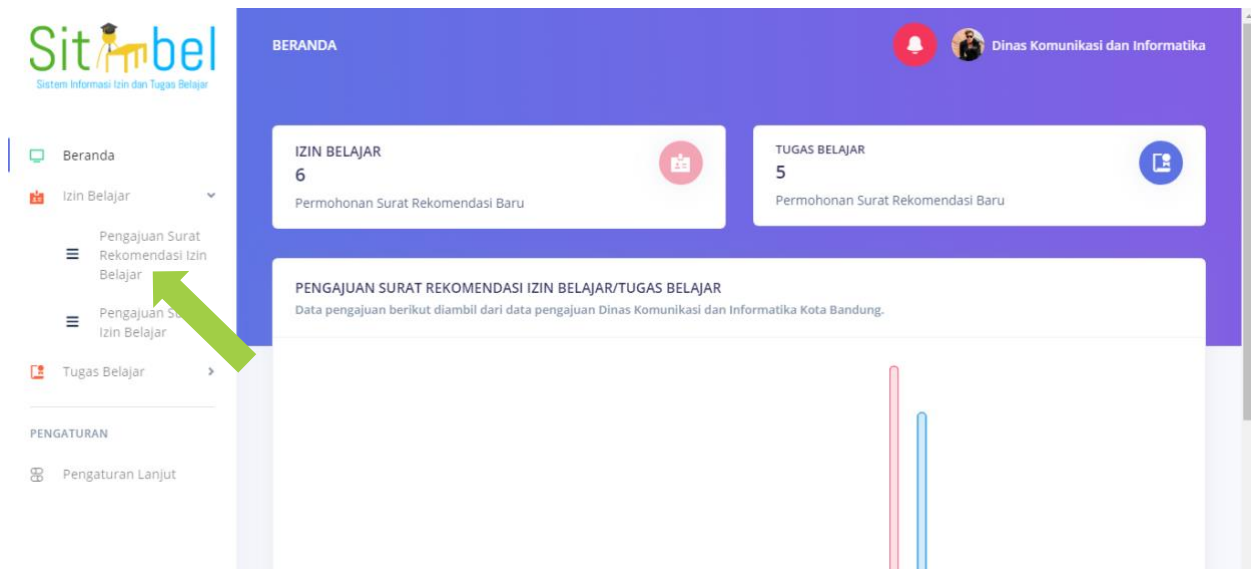 Sitimbel
Sistem Informasi Izin dan Tugas Belajar
BERANDA
Dinas Komunikasi dan Informatika
Beranda
Izin Belajar
Pengajuan Surat
Rekomendasi Izin
Belajar
Pengajuan
Izin Belajar
Tugas Belajar
PENGATURAN
Pengaturan Lanjut
IZIN BELAJAR
6
Permohonan Surat Rekomendasi Baru
TUGAS BELAJAR
5
Permohonan Surat Rekomendasi Baru
PENGAJUAN SURAT REKOMENDASI IZIN BELAJAR/TUGAS BELAJAR
Data pengajuan berikut diambil dari data pengajuan Dinas Komunikasi dan Informatika Kota Bandung.